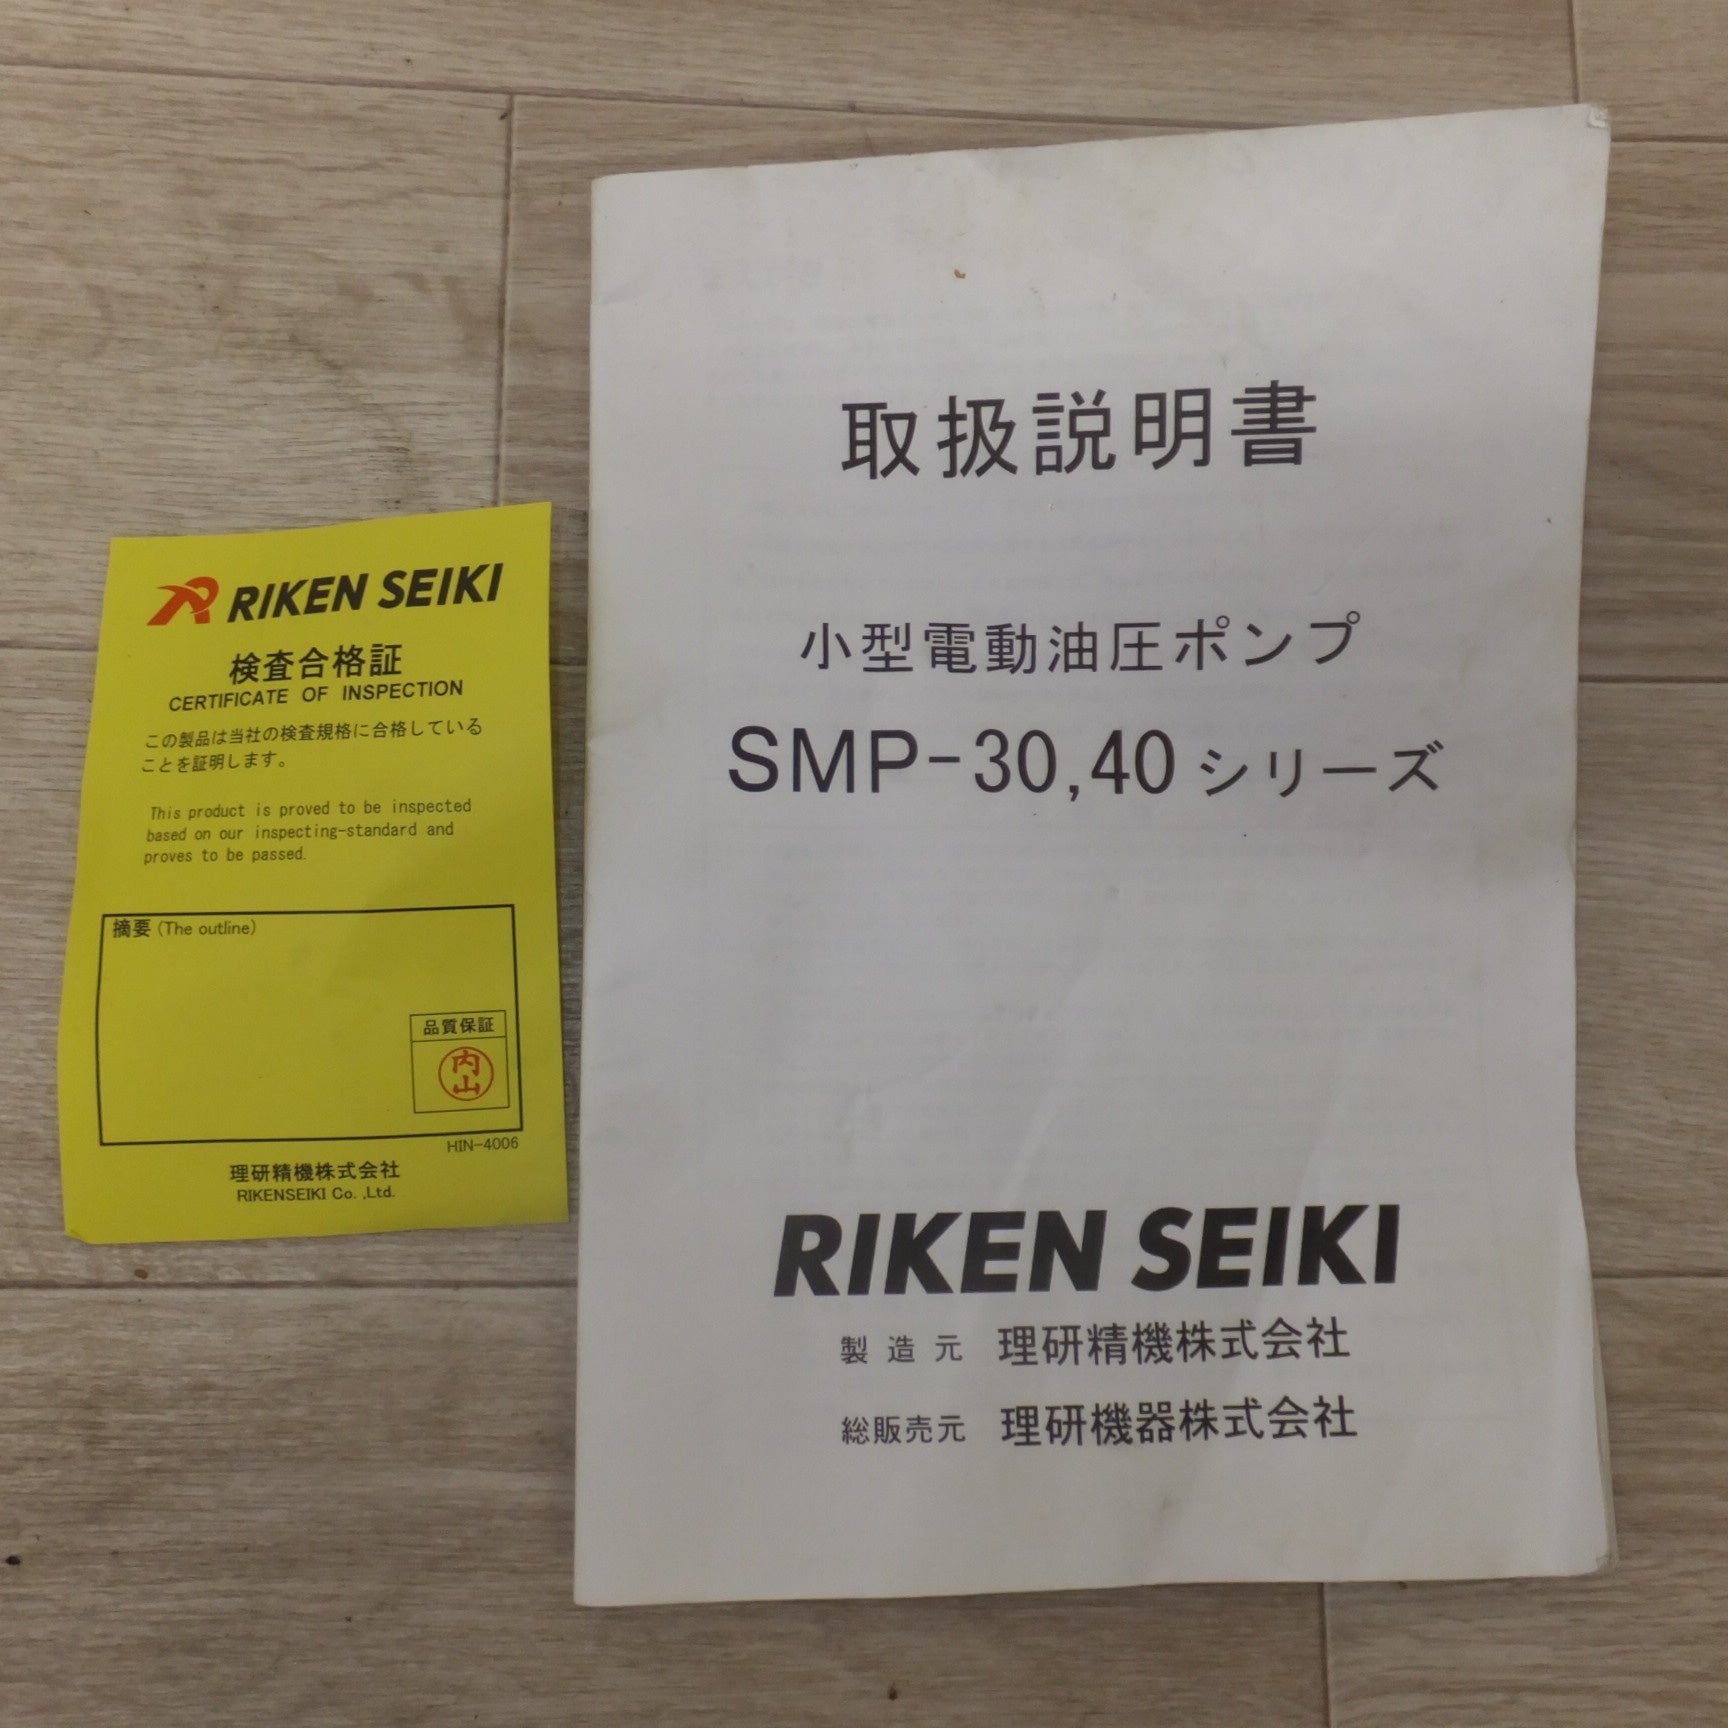 RIKEN SEIKI
検査合格証
CERTIFICATE OF INSPECTION
この製品は当社の検査規格に合格している
ことを証明します。
This product is proved to be inspected
based on our inspecting-standard and
proves to be passed.
摘要 (The outline)
品質保証
内山
HIN-4006
理研精機株式会社
RIKENSEIKI Co. ,Ltd.
取扱説明書
小型電動油圧ポンプ
SMP-30,40シリーズ
RIKEN SEIKI
製造元 理研精機株式会社
総販売元 理研機器株式会社